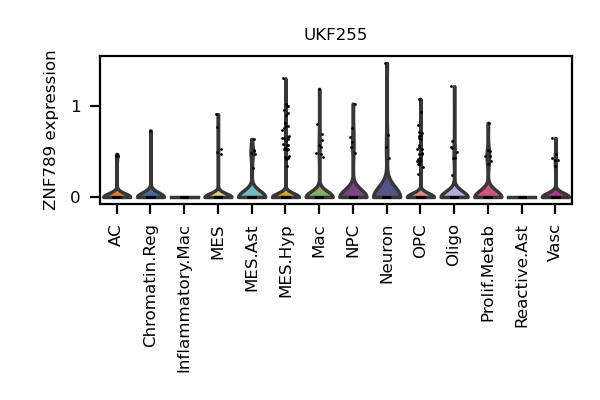 UKF255
ZNF789 expression
1
0
AC
Chromatin.Reg
Inflammatory.Mac
MES
MES.Ast
MES.Hyp
Mac
NPC
Neuron
OPC
Oligo
Prolif.Metab
Reactive.Ast
Vasc